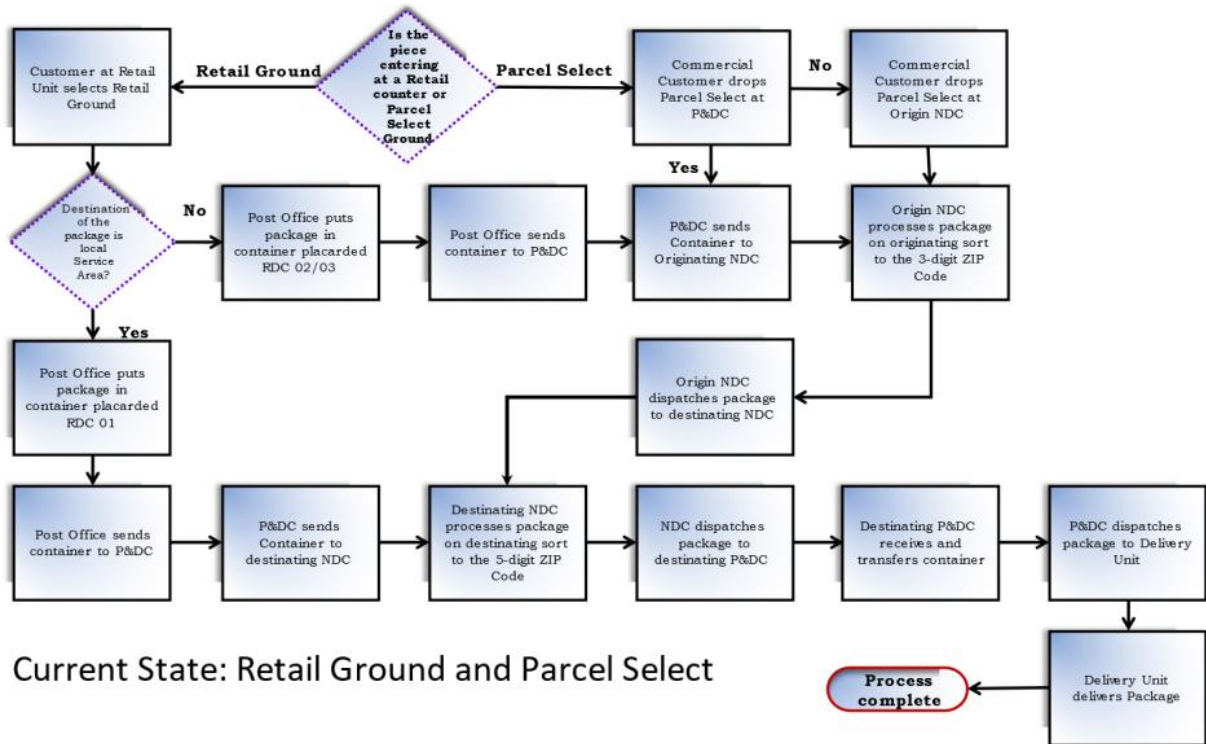 Customer at Retail
Unit selects Retail
Ground
Retail Ground
Is the
piece
entering
at a Retail
counter or
Parcel
Select
Ground
Parcel Select
Commercial
Customer drops
Parcel Select at
P&DC
No
Commercial
Customer drops
Parcel Select at
Origin NDC
Yes
Destination
of the
package is
local
Service
Area?
No
Post Office puts
package in
container placarded
RDC 02/03
Post Office sends
container to P&DC
P&DC sends
Container to
Originating NDC
Origin NDC
processes package
on originating sort
to the 3-digit ZIP
Code
Yes
Post Office puts
package in
container placarded
RDC 01
Origin NDC
dispatches package
to destinating NDC
Post Office sends
container to P&DC
P&DC sends
Container to
destinating NDC
Destinating NDC
processes package
on destinating sort
to the 5-digit ZIP
Code
NDC dispatches
package to
destinating P&DC
Destinating P&DC
receives and
transfers container
P&DC dispatches
package to Delivery
Unit
Current State: Retail Ground and Parcel Select
Process
complete
Delivery Unit
delivers Package